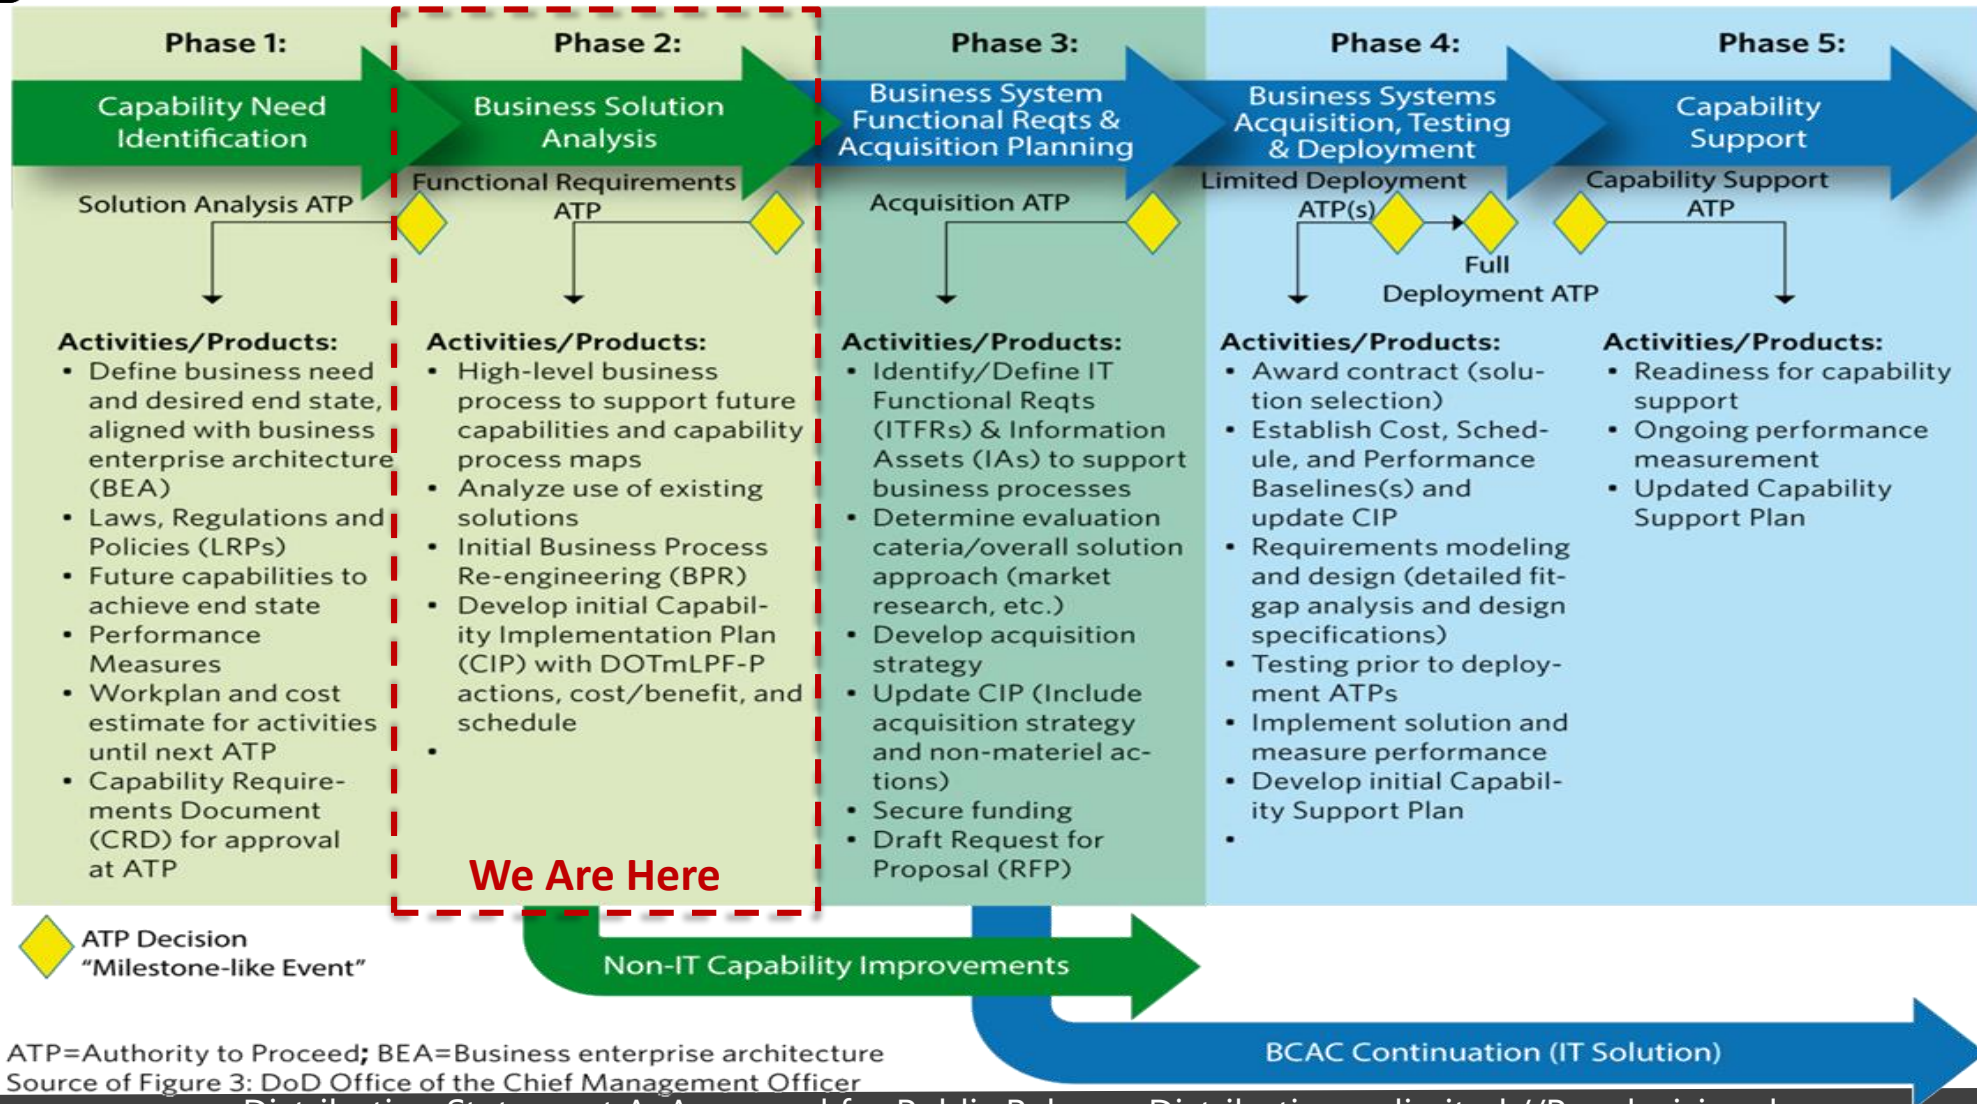 Phase 1:
Capability Need
Identification
Solution Analysis ATP
Activities/Products:
• Define business need
and desired end state,
aligned with business
enterprise architecture
(BEA)
• Laws, Regulations and
Policies (LRPs)
• Future capabilities to
achieve end state
• Performance
Measures
• Workplan and cost
estimate for activities
until next ATP
• Capability Require-
ments Document
(CRD) for approval
at ATP
Phase 2:
Business Solution
Analysis
Functional Requirements
ATP
Activities/Products:
• High-level business
process to support future
capabilities and capability
process maps
• Analyze use of existing
solutions
• Initial Business Process
Re-engineering (BPR)
• Develop initial Capabil-
ity Implementation Plan
(CIP) with DOTmLPF-P
actions, cost/benefit, and
schedule
•
We Are Here
Phase 3:
Business System
Functional Reqts &
Acquisition Planning
Acquisition ATP
Activities/Products:
• Identify/Define IT
Functional Reqts
(ITFRs) & Information
Assets (IAs) to support
business processes
• Determine evaluation
cateria/overall solution
approach (market
research, etc.)
• Develop acquisition
strategy
• Update CIP (Include
acquisition strategy
and non-materiel ac-
tions)
• Secure funding
• Draft Request for
Proposal (RFP)
Phase 4:
Business Systems
Acquisition, Testing
& Deployment
Limited Deployment
ATP(s)
Full
Deployment ATP
Activities/Products:
• Award contract (solu-
tion selection)
• Establish Cost, Sched-
ule, and Performance
Baselines(s) and
update CIP
• Requirements modeling
and design (detailed fit-
gap analysis and design
specifications)
• Testing prior to deploy-
ment ATPs
• Implement solution and
measure performance
• Develop initial Capabil-
ity Support Plan
•
Phase 5:
Capability
Support
Capability Support
ATP
Activities/Products:
• Readiness for capability
support
• Ongoing performance
measurement
• Updated Capability
Support Plan
ATP Decision
“Milestone-like Event”
Non-IT Capability Improvements
BCAC Continuation (IT Solution)
ATP=Authority to Proceed; BEA=Business enterprise architecture
Source of Figure 3: DoD Office of the Chief Management Officer